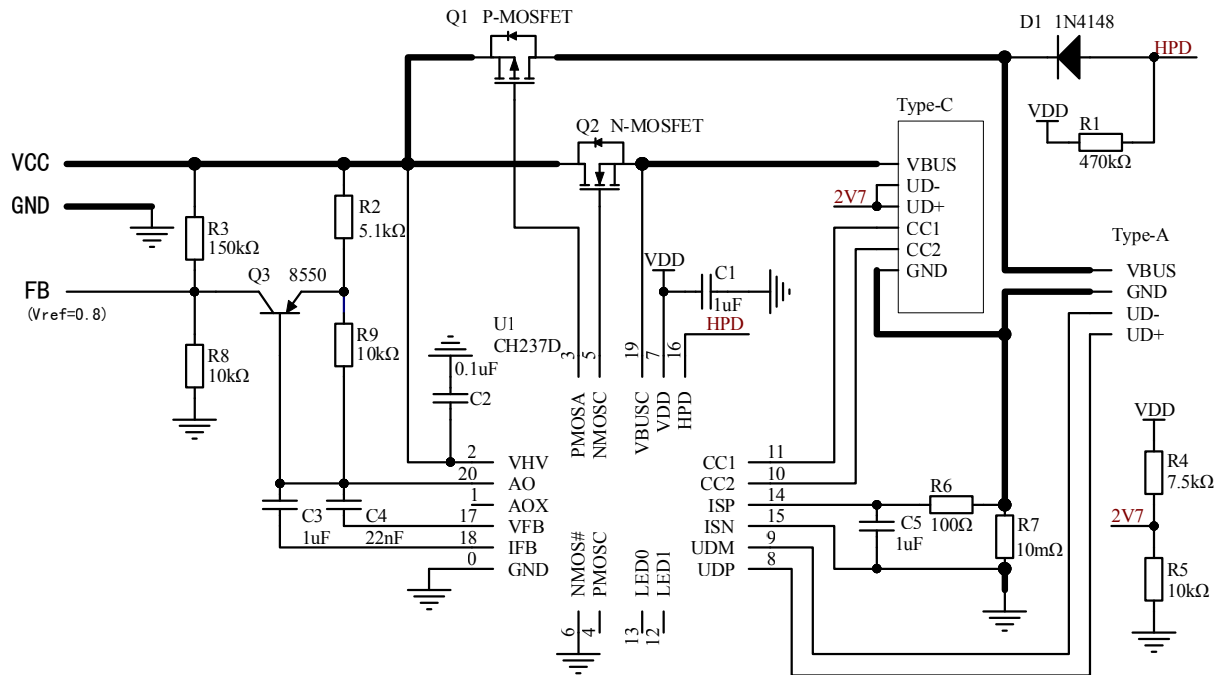 Q1 P-MOSFET
D1 1N4148
HPD
VDD
R1
470kΩ
Type-C
Q2 N-MOSFET
VCC
VBUS
UD-
2V7
UD+
CC1
CC2
GND
GND
R3
150kΩ
R2
5.1kΩ
Type-A
VBUS
GND
UD-
UD+
Q3 8550
FB
(Vref=0.8)
VDD
C1
1uF
HPD
U1
CH237D
R9
10kΩ
R8
10kΩ
0.1uF
C2
3
5
19
7
16
PMOSA
NMOSC
VBUSC
VDD
HPD
VDD
R4
7.5kΩ
2V7
R5
10kΩ
2 VHV
20 AO
1 AOX
17 VFB
18 IFB
0 GND
C3
1uF
C4
22nF
CC1 11
CC2 10
ISP 14
ISN 15
UDM 9
UDP 8
R6
100Ω
C5
1uF
R7
10mΩ
NMOS#
PMOSC
LED0
LED1
6
4
13
12